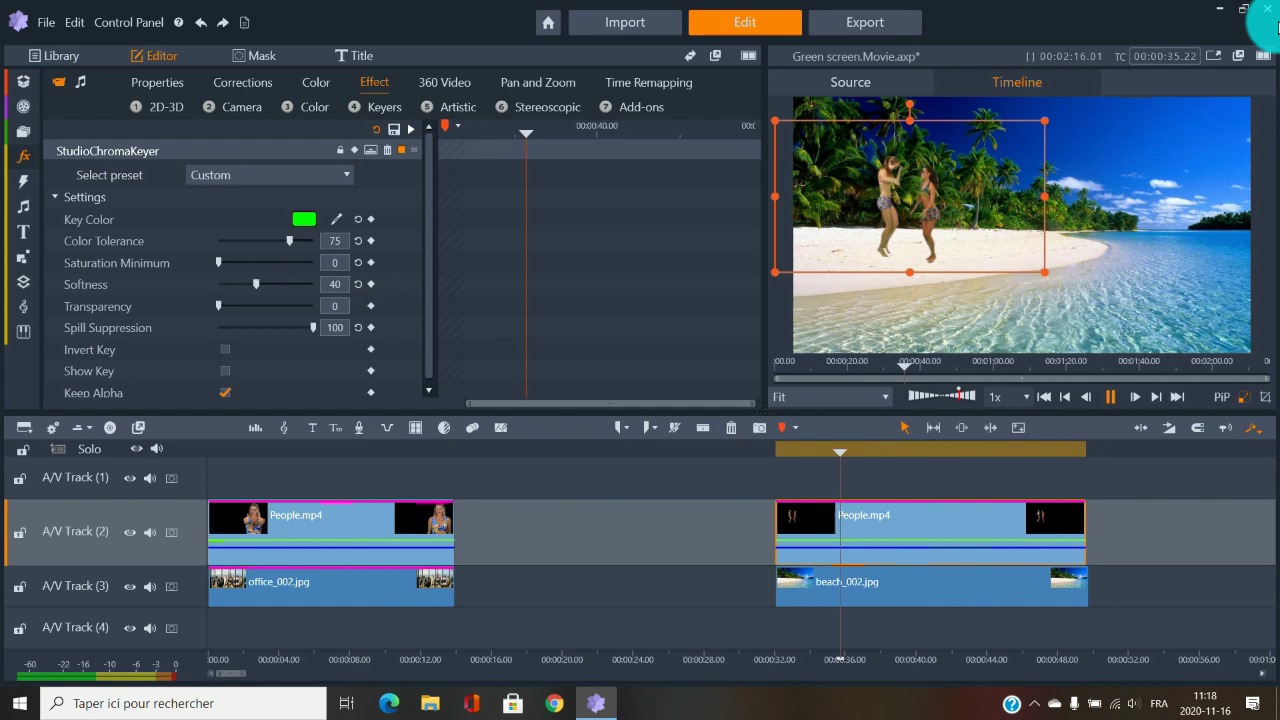 File Edit Control Panel
Import Edit Export
Library Editor Mask Title
Green screen.Movie.axp* [ ] 00:02:16.01 TC 00:00:35.22
Properties Corrections Color Effect 360 Video Pan and Zoom Time Remapping
Source Timeline
1 2D-3D 2 Camera 3 Color 4 Keyers 5 Artistic 6 Stereoscopic 7 Add-ons
00:00:40.00 00:(
StudioChromaKeyer
Select preset Custom
Settings
Key Color
Color Tolerance 75
Saturation Minimum 0
Softness 40
Transparency 0
Spill Suppression 100
Invert Key
Show Key
Keep Alpha
:00.00 00:00:20.00 00:00:40.00 00:01:00.00 00:01:20.00 00:01:40.00 00:02:00.00
Fit 1x PiP
Solo
A/V Track (1)
A/V Track (2) People.mp4 People.mp4
A/V Track (3) office_002.jpg beach_002.jpg
A/V Track (4)
-60 -22 -16 -10 -6 -3 0
:00.00 00:00:04.00 00:00:08.00 00:00:12.00 00:00:16.00 00:00:20.00 00:00:24.00 00:00:28.00 00:00:32.00 00:00:36.00 00:00:40.00 00:00:44.00 00:00:48.00 00:00:52.00 00:00:56.00 00:01:0
Taper ici pour rechercher
FRA
11:18
2020-11-16